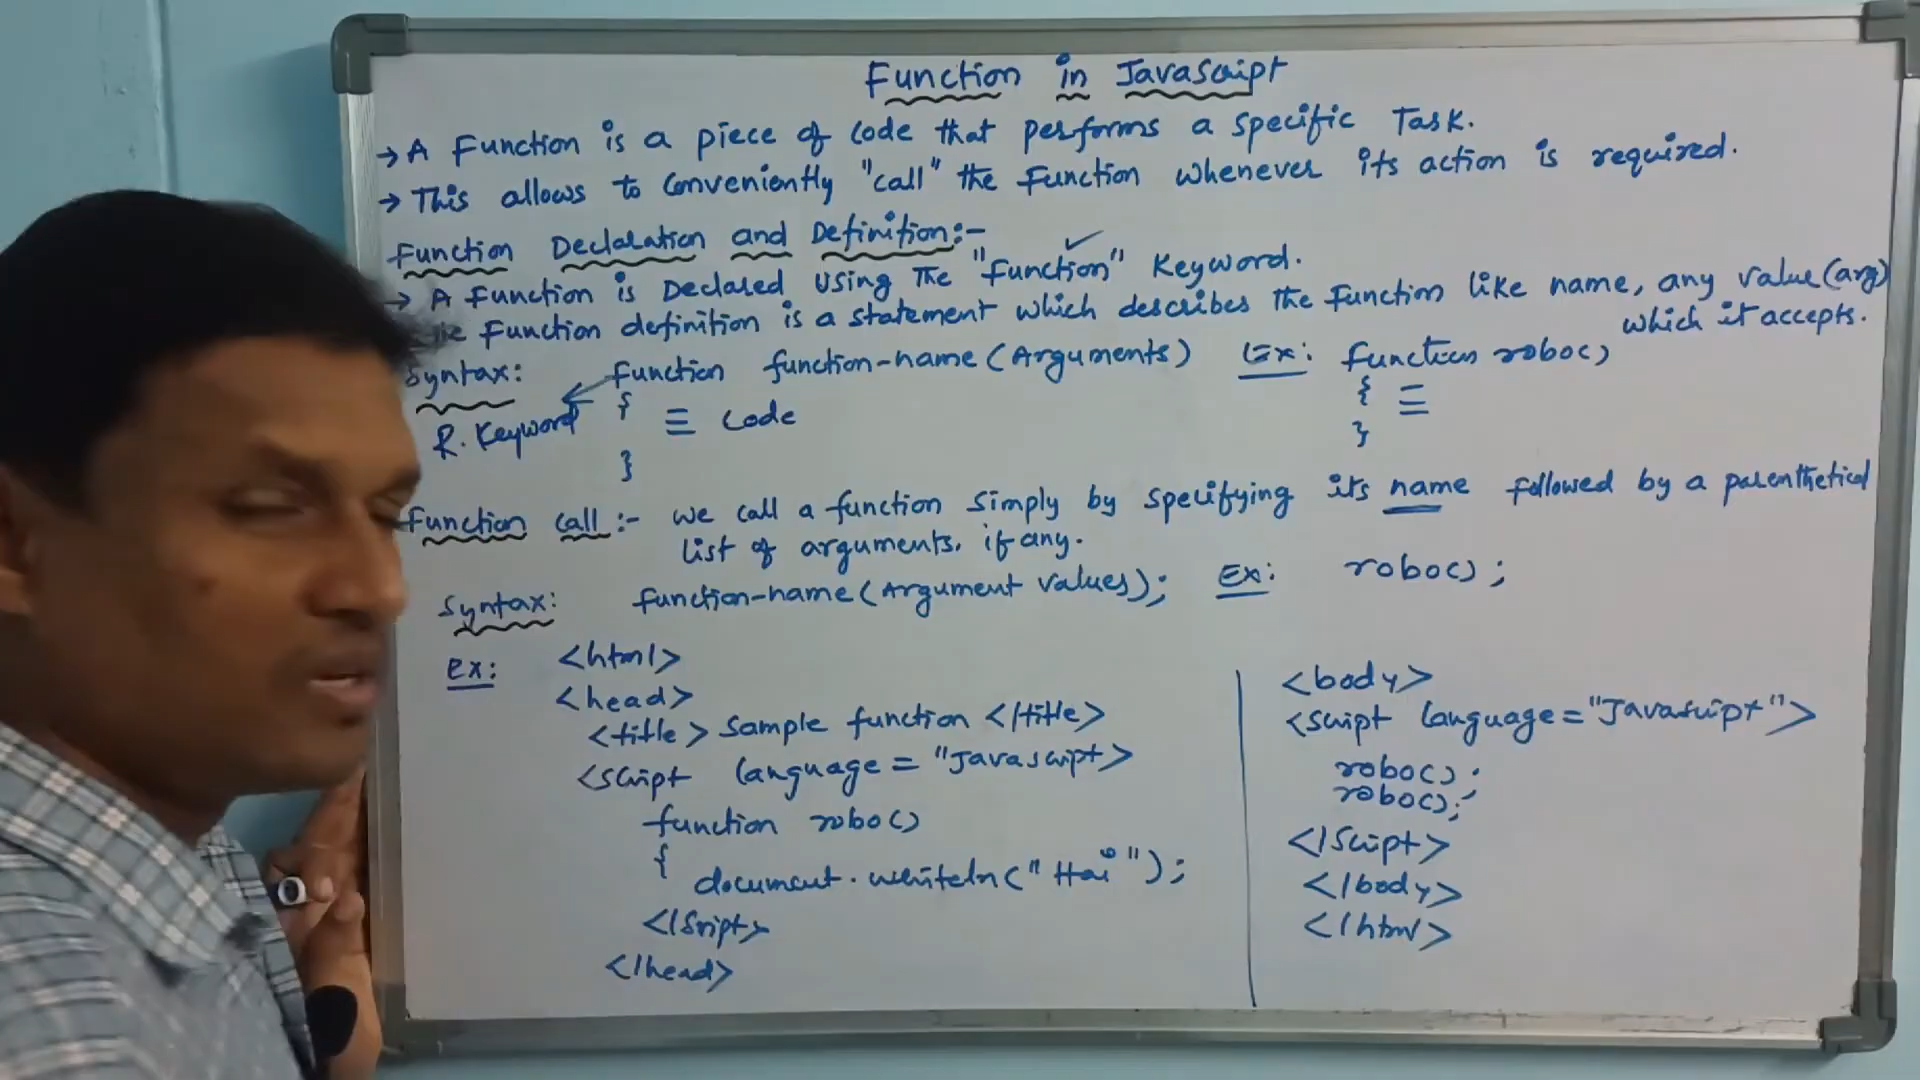 Function in Javascript
→ A Function is a piece of code that performs a specific Task.
→ This allows to conveniently "call" the function whenever its action is required.
Function Declaration and Definition:-
→ A function is Declared using the "function" keyword.
function definition is a statement which describes the function like name, any value(arg)
which it accepts.
Syntax: function function-name(Arguments) Ex: function robo()
R. Keyword { ≡ code { ≡
} }
Function call:- we call a function simply by specifying its name followed by a parenthetical
list of arguments, if any.
Syntax: function-name(Argument values); Ex: robo();
ex: <html>
<head>
<title> Sample function </title>
<script language = "Javascript>
function robo()
{ document.writeln("Hai");
</Script>
</head>
<body>
<script language="Javascript">
robo();
robo();
</Script>
</body>
</html>